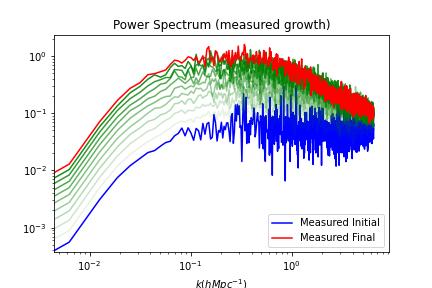 Power Spectrum (measured growth)
10⁰
10⁻¹
10⁻²
10⁻³
Measured Initial
Measured Final
10⁻² 10⁻¹ 10⁰
k(hMpc⁻¹)